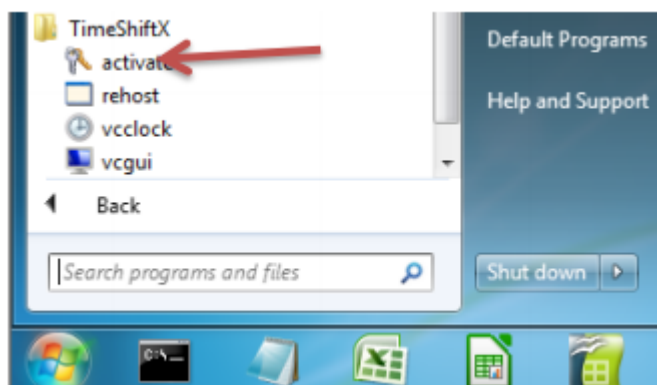 TimeShiftX
activate
rehost
vcclock
vcgui
Back
Search programs and files
Default Programs
Help and Support
Shut down
C:\